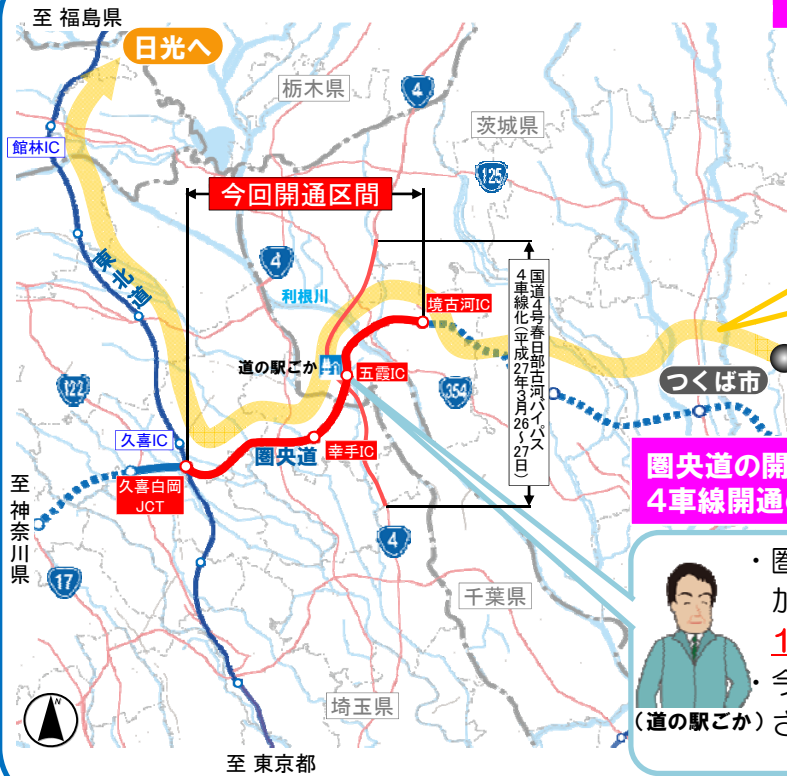 至 福島県
日光へ
栃木県
4
茨城県
館林IC
125
今回開通区間
4
東北道
利根川
国道4号春日部古河バイパス
4車線化(平成27年3月26～27日)
境古河IC
道の駅ごか
五霞IC
354
つくば市
122
久喜IC
圏央道
幸手IC
久喜白岡
JCT
圏央道の開
4車線開通
至 神奈川県
4
17
千葉県
・圏
か
1
・今
(道の駅ごか)
さ
埼玉県
N
至 東京都